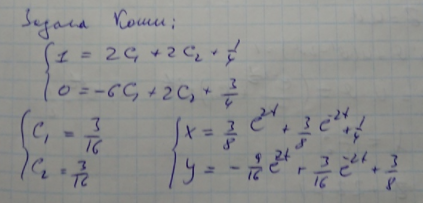 Задача Коши:
1 = 2C₁ + 2C₂ + 1/4
0 = -6C₁ + 2C₂ + 3/4
C₁ = 3/16
C₂ = 3/16
x = 3/8 e^{2t} + 3/8 e^{-2t} + 1/4
y = - 9/16 e^{2t} + 3/16 e^{-2t} + 3/8